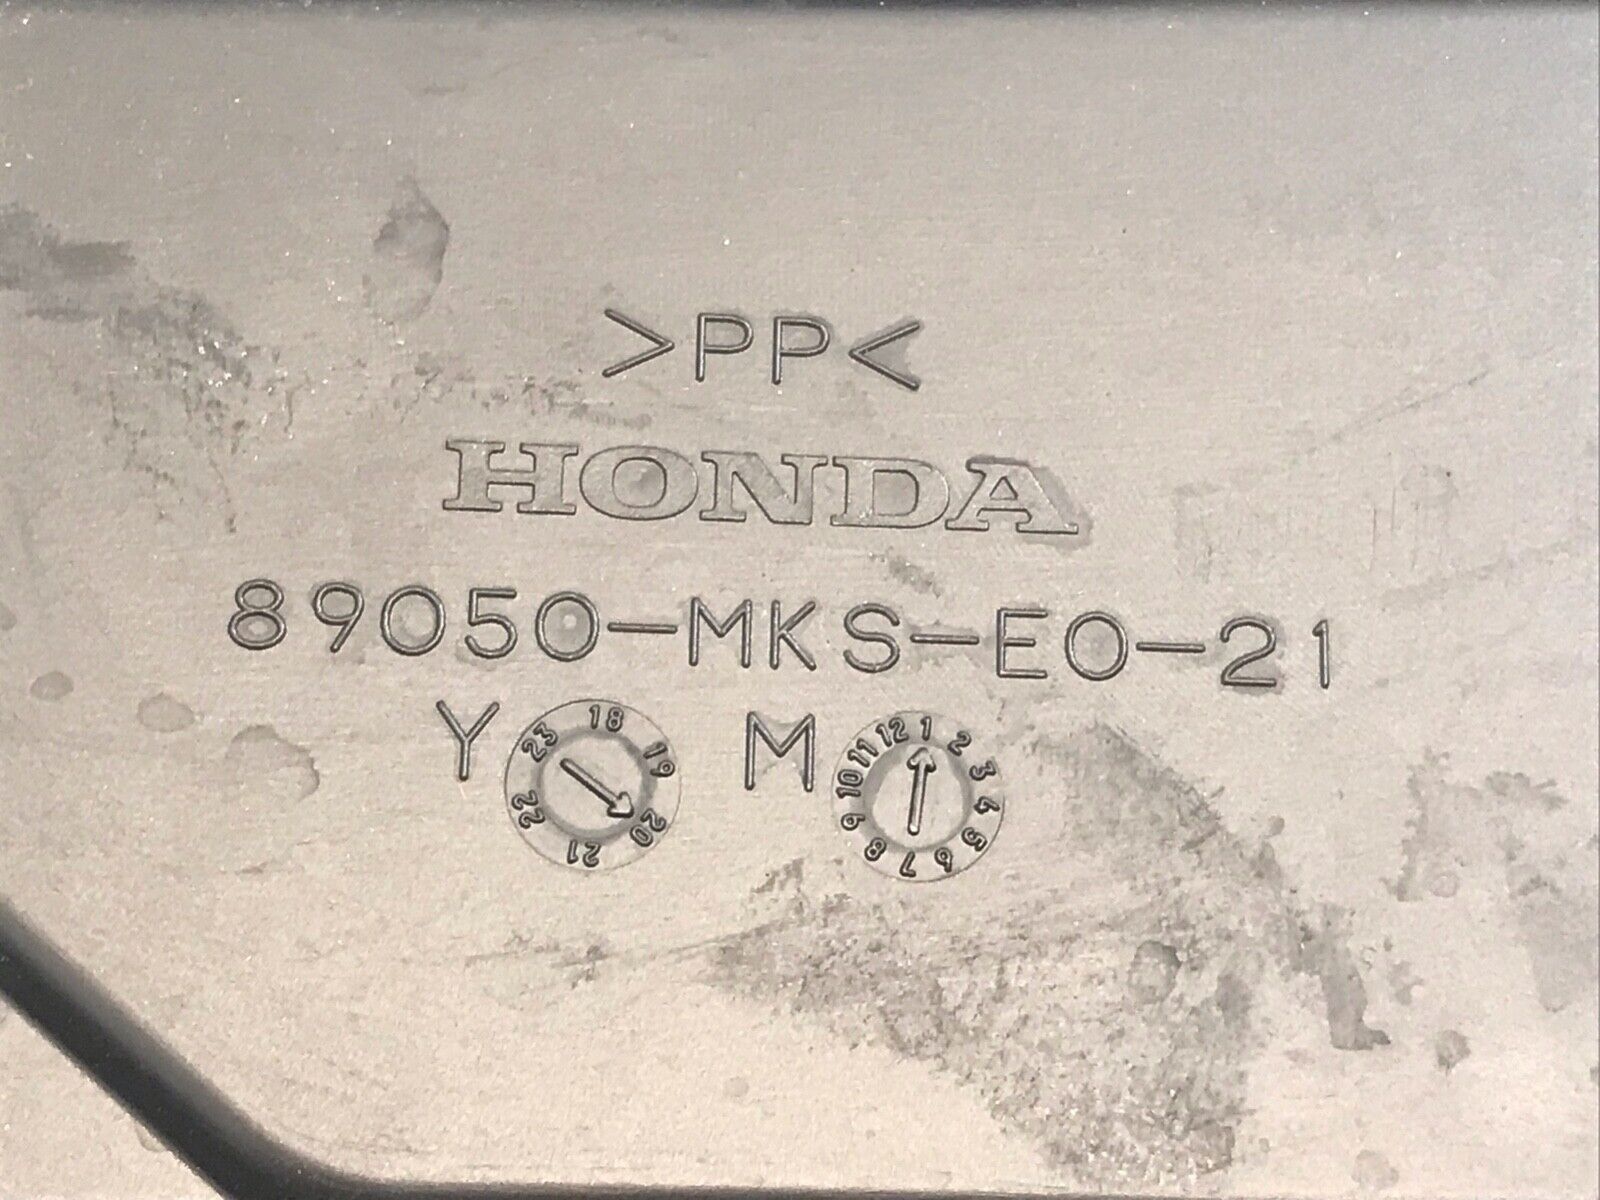 >PP<
HONDA
89050-MKS-E0-21
Y 18 19 20 21 22 23 M 1 2 3 4 5 6 7 8 9 10 11 12